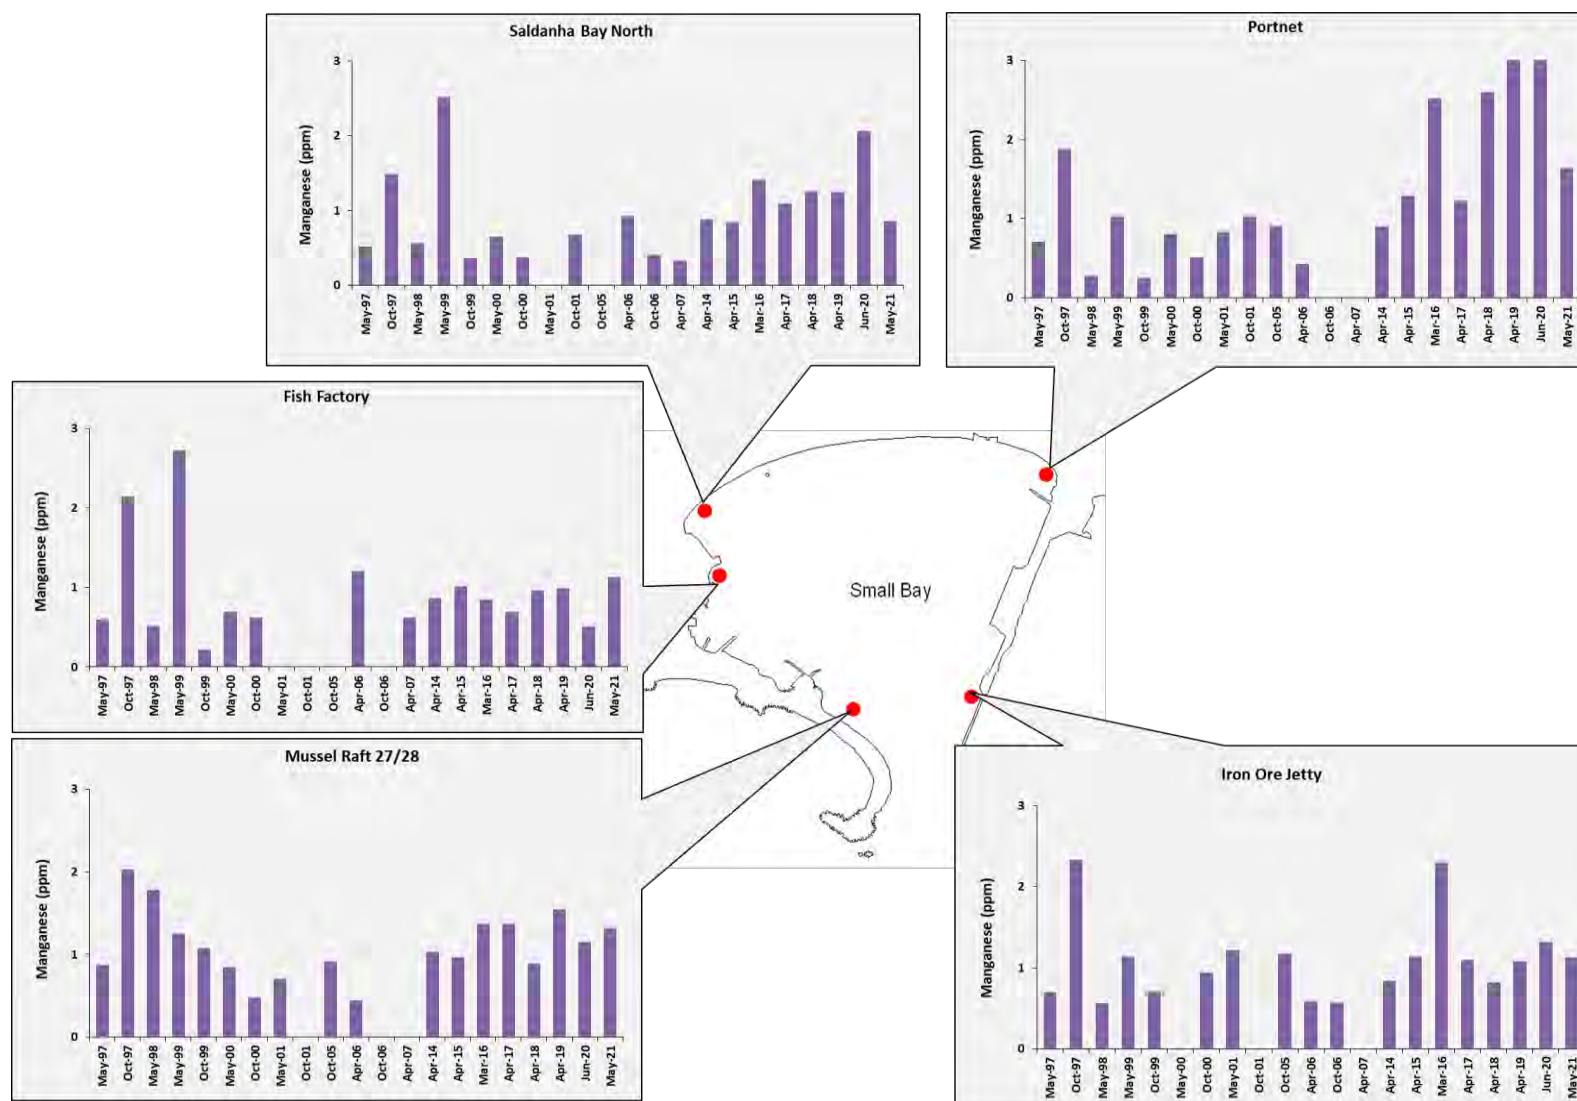 Saldanha Bay North
Manganese (ppm)
3
2
1
0
May-97
Oct-97
May-98
May-99
Oct-99
May-00
Oct-00
May-01
Oct-01
Oct-05
Apr-06
Oct-06
Apr-07
Apr-14
Apr-15
Mar-16
Apr-17
Apr-18
Apr-19
Jun-20
May-21
Portnet
Manganese (ppm)
3
2
1
0
May-97
Oct-97
May-98
May-99
Oct-99
May-00
Oct-00
May-01
Oct-01
Oct-05
Apr-06
Oct-06
Apr-07
Apr-14
Apr-15
Mar-16
Apr-17
Apr-18
Apr-19
Jun-20
May-21
Fish Factory
Manganese (ppm)
3
2
1
0
May-97
Oct-97
May-98
May-99
Oct-99
May-00
Oct-00
May-01
Oct-01
Oct-05
Apr-06
Oct-06
Apr-07
Apr-14
Apr-15
Mar-16
Apr-17
Apr-18
Apr-19
Jun-20
May-21
Small Bay
Mussel Raft 27/28
Manganese (ppm)
3
2
1
0
May-97
Oct-97
May-98
May-99
Oct-99
May-00
Oct-00
May-01
Oct-01
Oct-05
Apr-06
Oct-06
Apr-07
Apr-14
Apr-15
Mar-16
Apr-17
Apr-18
Apr-19
Jun-20
May-21
Iron Ore Jetty
Manganese (ppm)
3
2
1
0
May-97
Oct-97
May-98
May-99
Oct-99
May-00
Oct-00
May-01
Oct-01
Oct-05
Apr-06
Oct-06
Apr-07
Apr-14
Apr-15
Mar-16
Apr-17
Apr-18
Apr-19
Jun-20
May-21